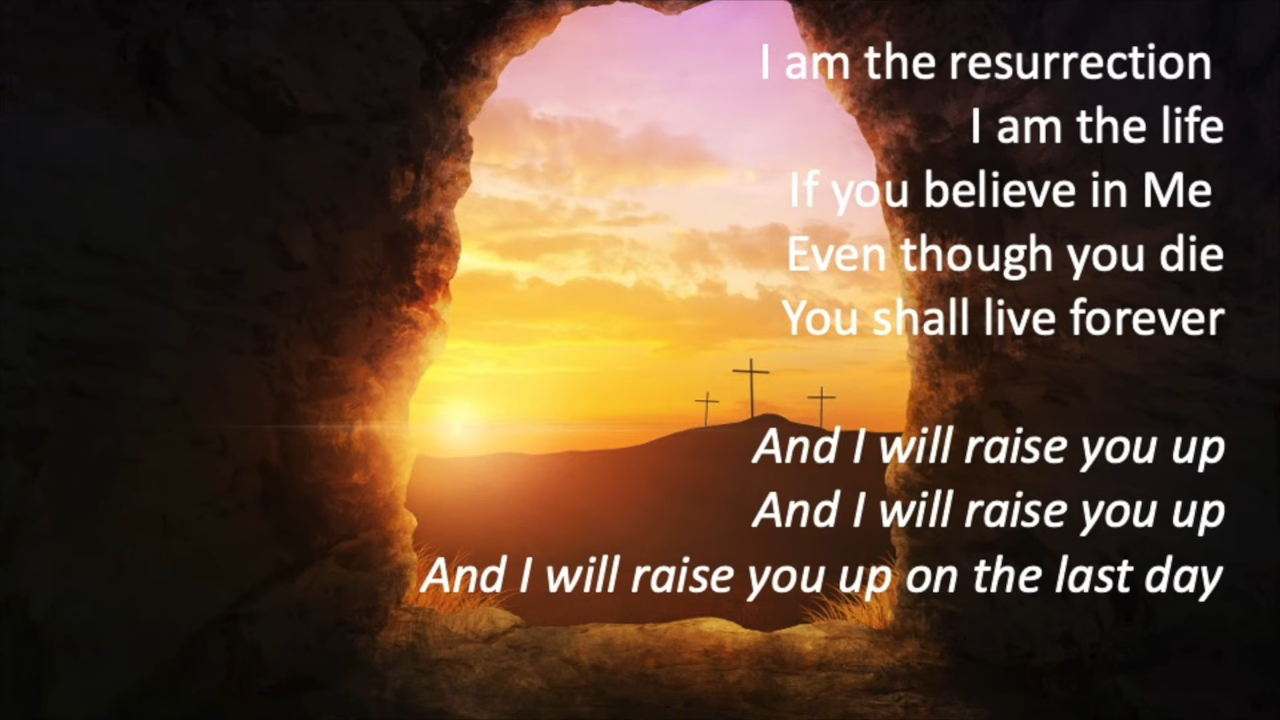 I am the resurrection
I am the life
If you believe in Me
Even though you die
You shall live forever
And I will raise you up
And I will raise you up
And I will raise you up on the last day